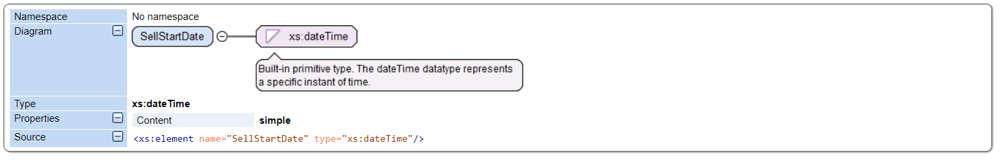 Namespace No namespace
Diagram
SellStartDate xs:dateTime
Built-in primitive type. The dateTime datatype represents
a specific instant of time.
Type xs:dateTime
Properties Content simple
Source <xs:element name="SellStartDate" type="xs:dateTime"/>